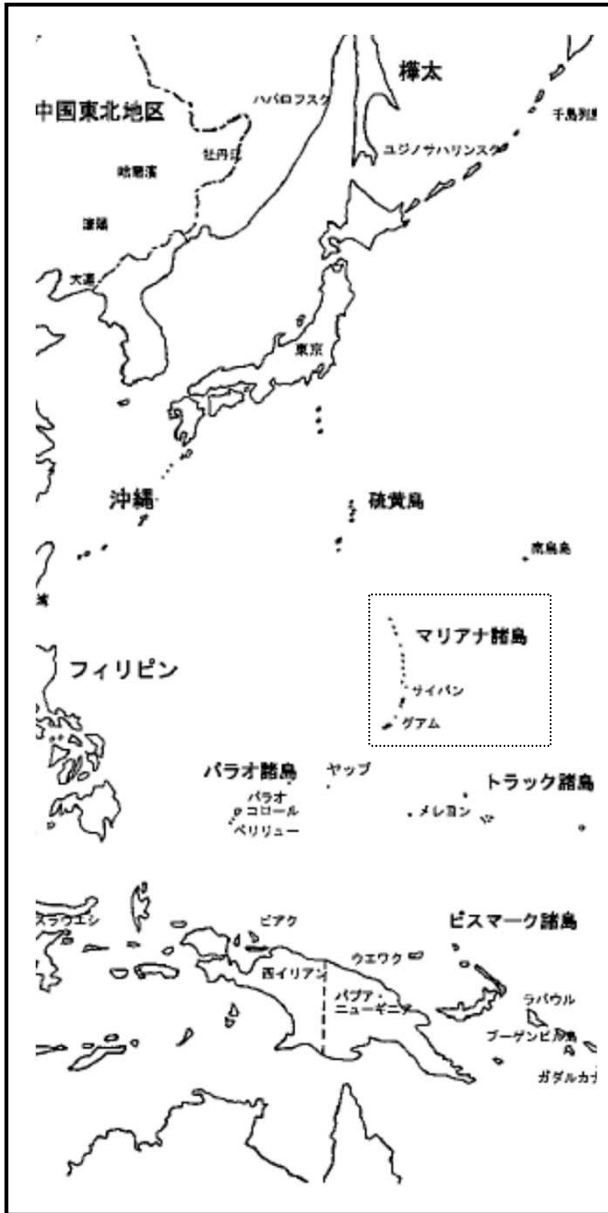 樺太
ハバロフスク
中国東北地区
千島列島
牡丹江
ユジノサハリンスク
哈爾濱
瀋陽
大連
東京
沖縄
硫黄島
南鳥島
湾
マリアナ諸島
フィリピン
サイパン
グアム
パラオ諸島
ヤップ
トラック諸島
パラオ
コロール
メレヨン
ペリリュー
スラウエシ
ビアク
ビスマーク諸島
ウエワク
西イリアン
パプア・
ニューギニア
ラバウル
ブーゲンビル島
ガダルカナ